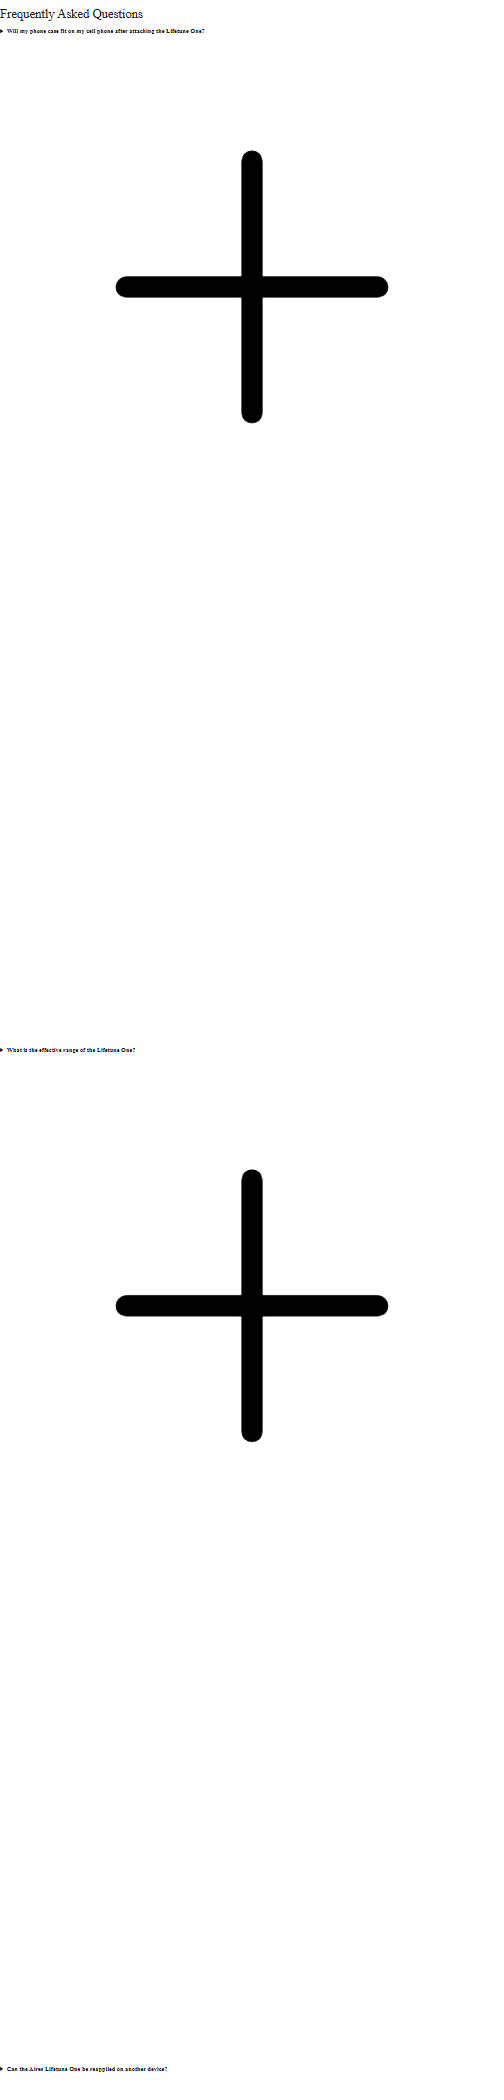 Frequently Asked Questions
Will my phone case fit on my cell phone after attaching the Lifetune One?
What is the effective range of the Lifetune One?
Can the Aires Lifetune One be reapplied on another device?